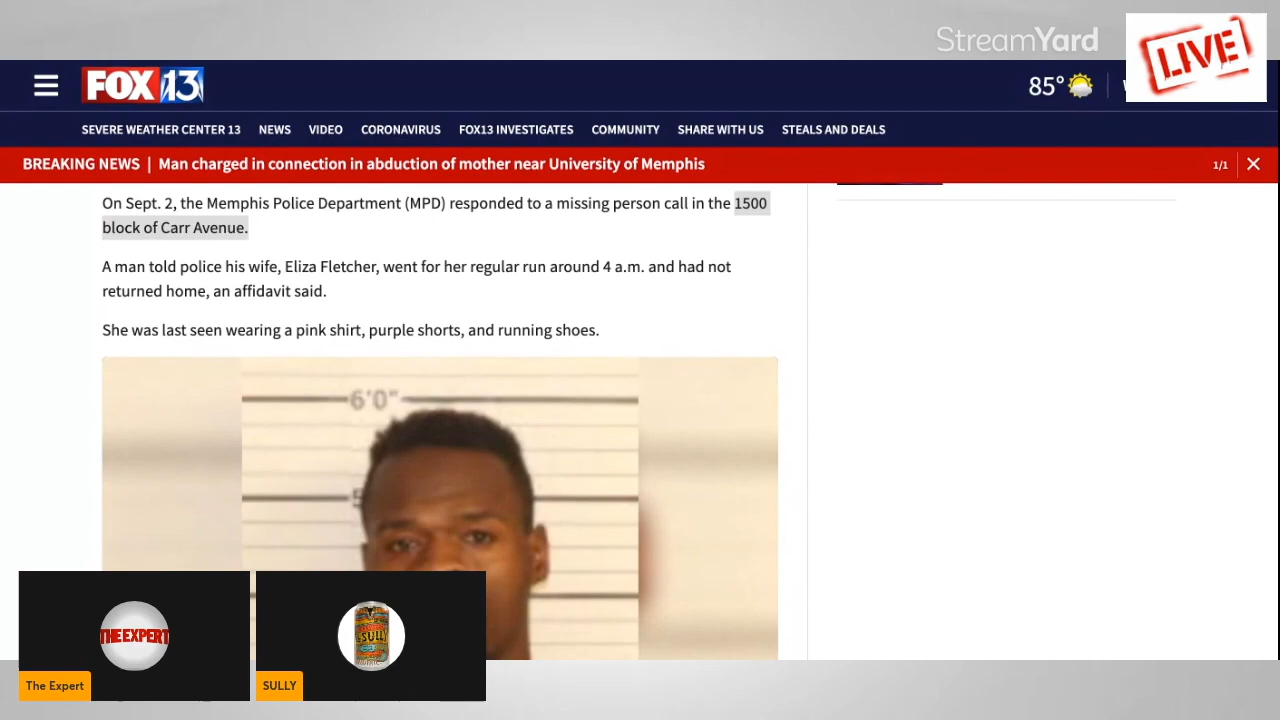 StreamYard
LIVE
FOX 13
85°
SEVERE WEATHER CENTER 13 NEWS VIDEO CORONAVIRUS FOX13 INVESTIGATES COMMUNITY SHARE WITH US STEALS AND DEALS
BREAKING NEWS | Man charged in connection in abduction of mother near University of Memphis 1/1
On Sept. 2, the Memphis Police Department (MPD) responded to a missing person call in the 1500
block of Carr Avenue.
A man told police his wife, Eliza Fletcher, went for her regular run around 4 a.m. and had not
returned home, an affidavit said.
She was last seen wearing a pink shirt, purple shorts, and running shoes.
6'0"
THE EXPERT
SULLY
The Expert
SULLY